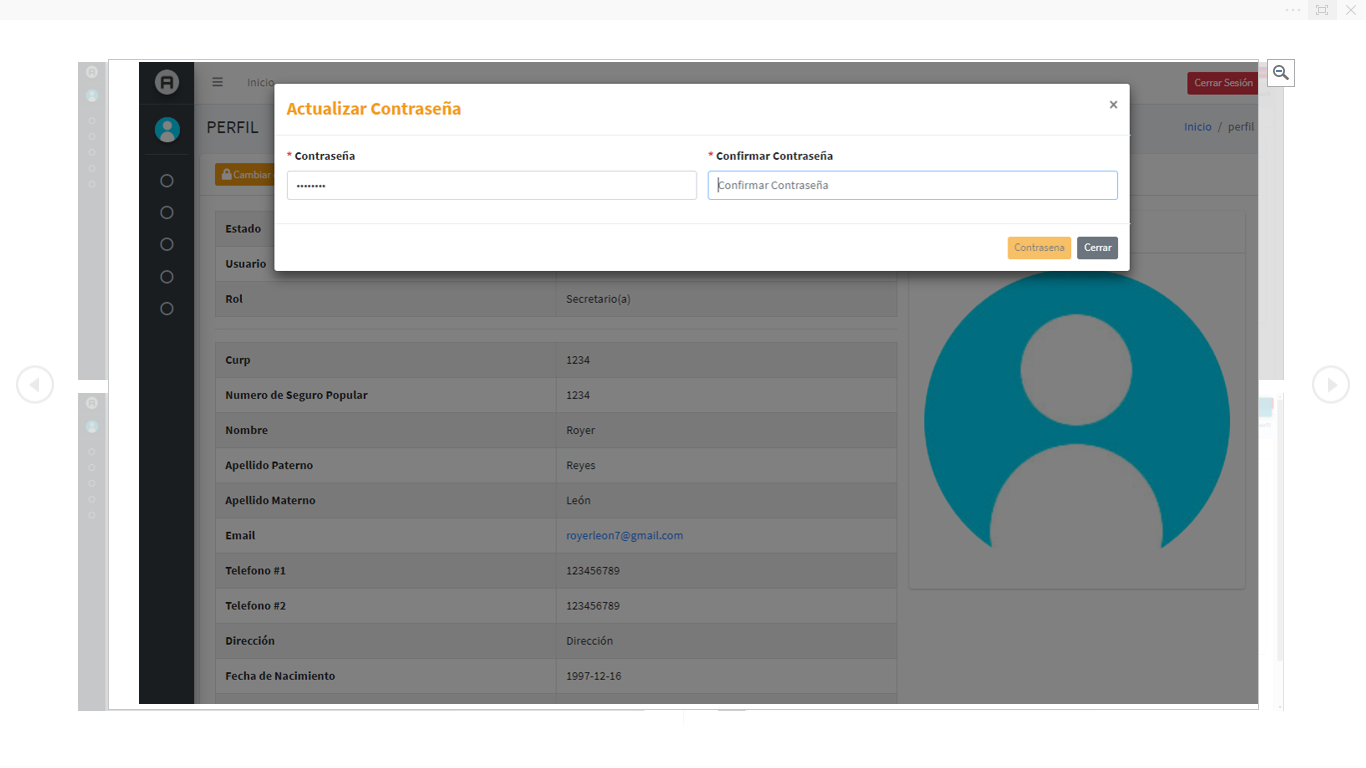 Inicio
Cerrar Sesión
Actualizar Contraseña ×
PERFIL
Inicio / perfil
* Contraseña * Confirmar Contraseña
Cambiar
•••••••• Confirmar Contraseña
Estado
Contrasena Cerrar
Usuario
Rol Secretario(a)
Curp 1234
Numero de Seguro Popular 1234
Nombre Royer
Apellido Paterno Reyes
Apellido Materno León
Email royerleon7@gmail.com
Telefono #1 123456789
Telefono #2 123456789
Dirección Dirección
Fecha de Nacimiento 1997-12-16